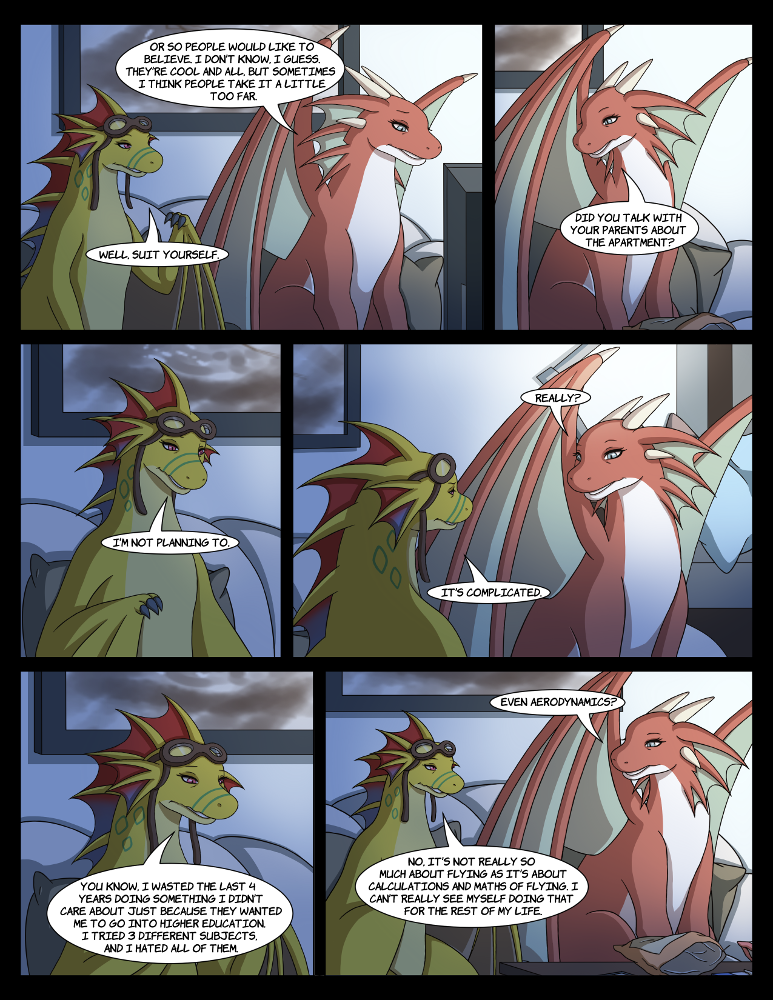 OR SO PEOPLE WOULD LIKE TO
BELIEVE. I DON'T KNOW, I GUESS.
THEY'RE COOL AND ALL, BUT SOMETIMES
I THINK PEOPLE TAKE IT A LITTLE
TOO FAR.
WELL. SUIT YOURSELF.
DID YOU TALK WITH
YOUR PARENTS ABOUT
THE APARTMENT?
I'M NOT PLANNING TO.
REALLY?
IT'S COMPLICATED.
YOU KNOW, I WASTED THE LAST 4
YEARS DOING SOMETHING I DIDN'T
CARE ABOUT JUST BECAUSE THEY WANTED
ME TO GO INTO HIGHER EDUCATION.
I TRIED 3 DIFFERENT SUBJECTS.
AND I HATED ALL OF THEM.
EVEN AERODYNAMICS?
NO, IT'S NOT REALLY SO
MUCH ABOUT FLYING AS IT'S ABOUT
CALCULATIONS AND MATHS OF FLYING. I
CAN'T REALLY SEE MYSELF DOING THAT
FOR THE REST OF MY LIFE.